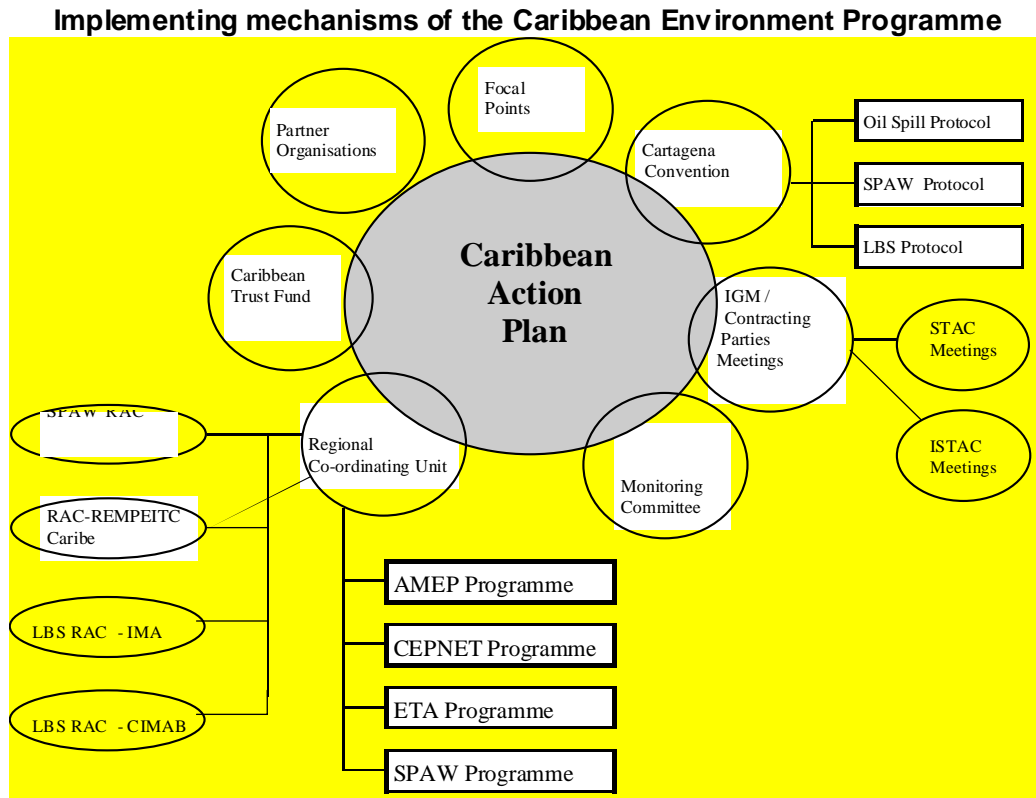 Implementing mechanisms of the Caribbean Environment Programme
Focal
Points
Partner
Organisations
Cartagena
Convention
Oil Spill Protocol
SPAW Protocol
LBS Protocol
Caribbean
Trust Fund
Caribbean
Action
Plan
IGM /
Contracting
Parties
Meetings
STAC
Meetings
ISTAC
Meetings
SPAW RAC
Regional
Co-ordinating Unit
Monitoring
Committee
RAC-REMPEITC
Caribe
LBS RAC - IMA
LBS RAC - CIMAB
AMEP Programme
CEPNET Programme
ETA Programme
SPAW Programme